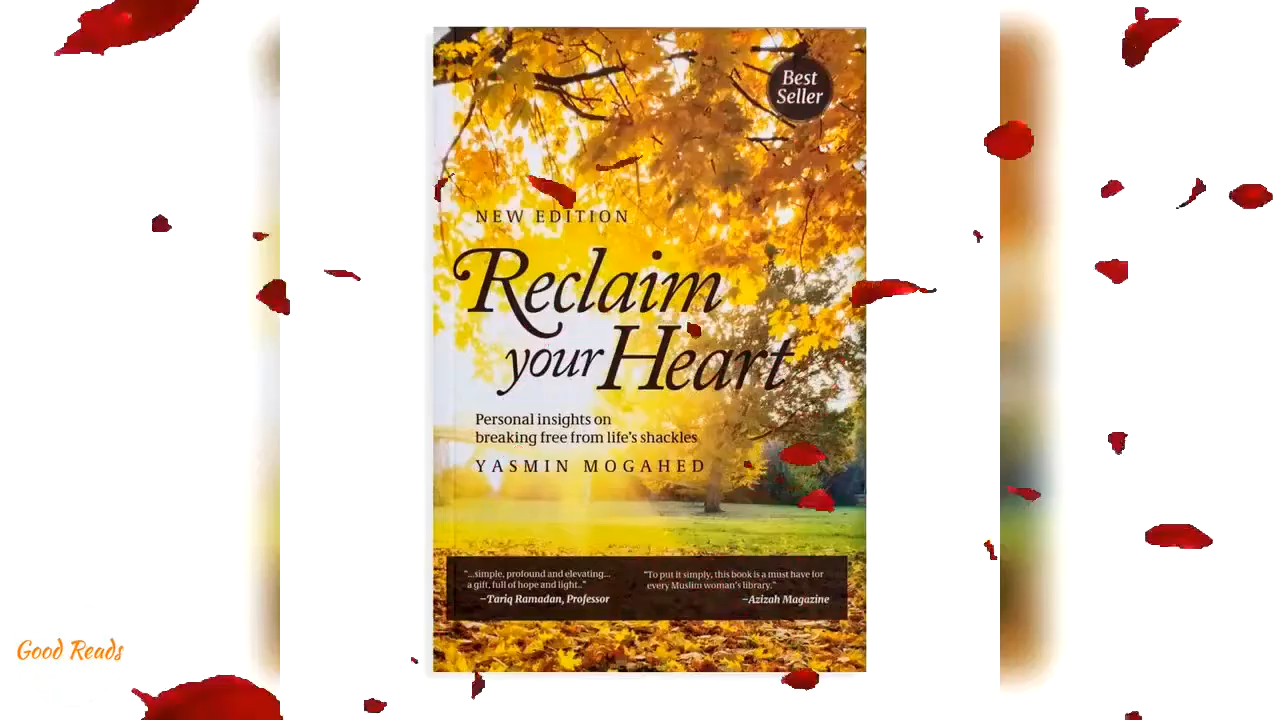 Best
Seller
NEW EDITION
Reclaim
your Heart
Personal insights on
breaking free from life's shackles
YASMIN MOGAHED
"...simple, profound and elevating...
a gift, full of hope and light.."
–Tariq Ramadan, Professor
"To put it simply, this book is a must have for
every Muslim woman's library."
–Azizah Magazine
Good Reads